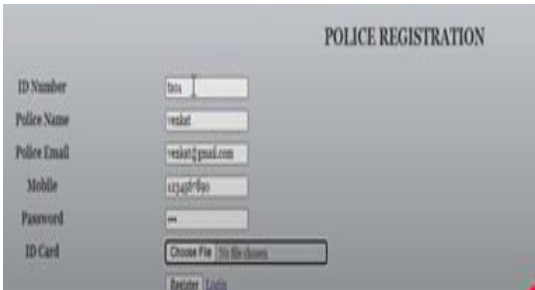 POLICE REGISTRATION
ID Number
Police Name venkat
Police Email venkat@gmail.com
Mobile 1234567890
Password •••
ID Card Choose File No file chosen
Register Login